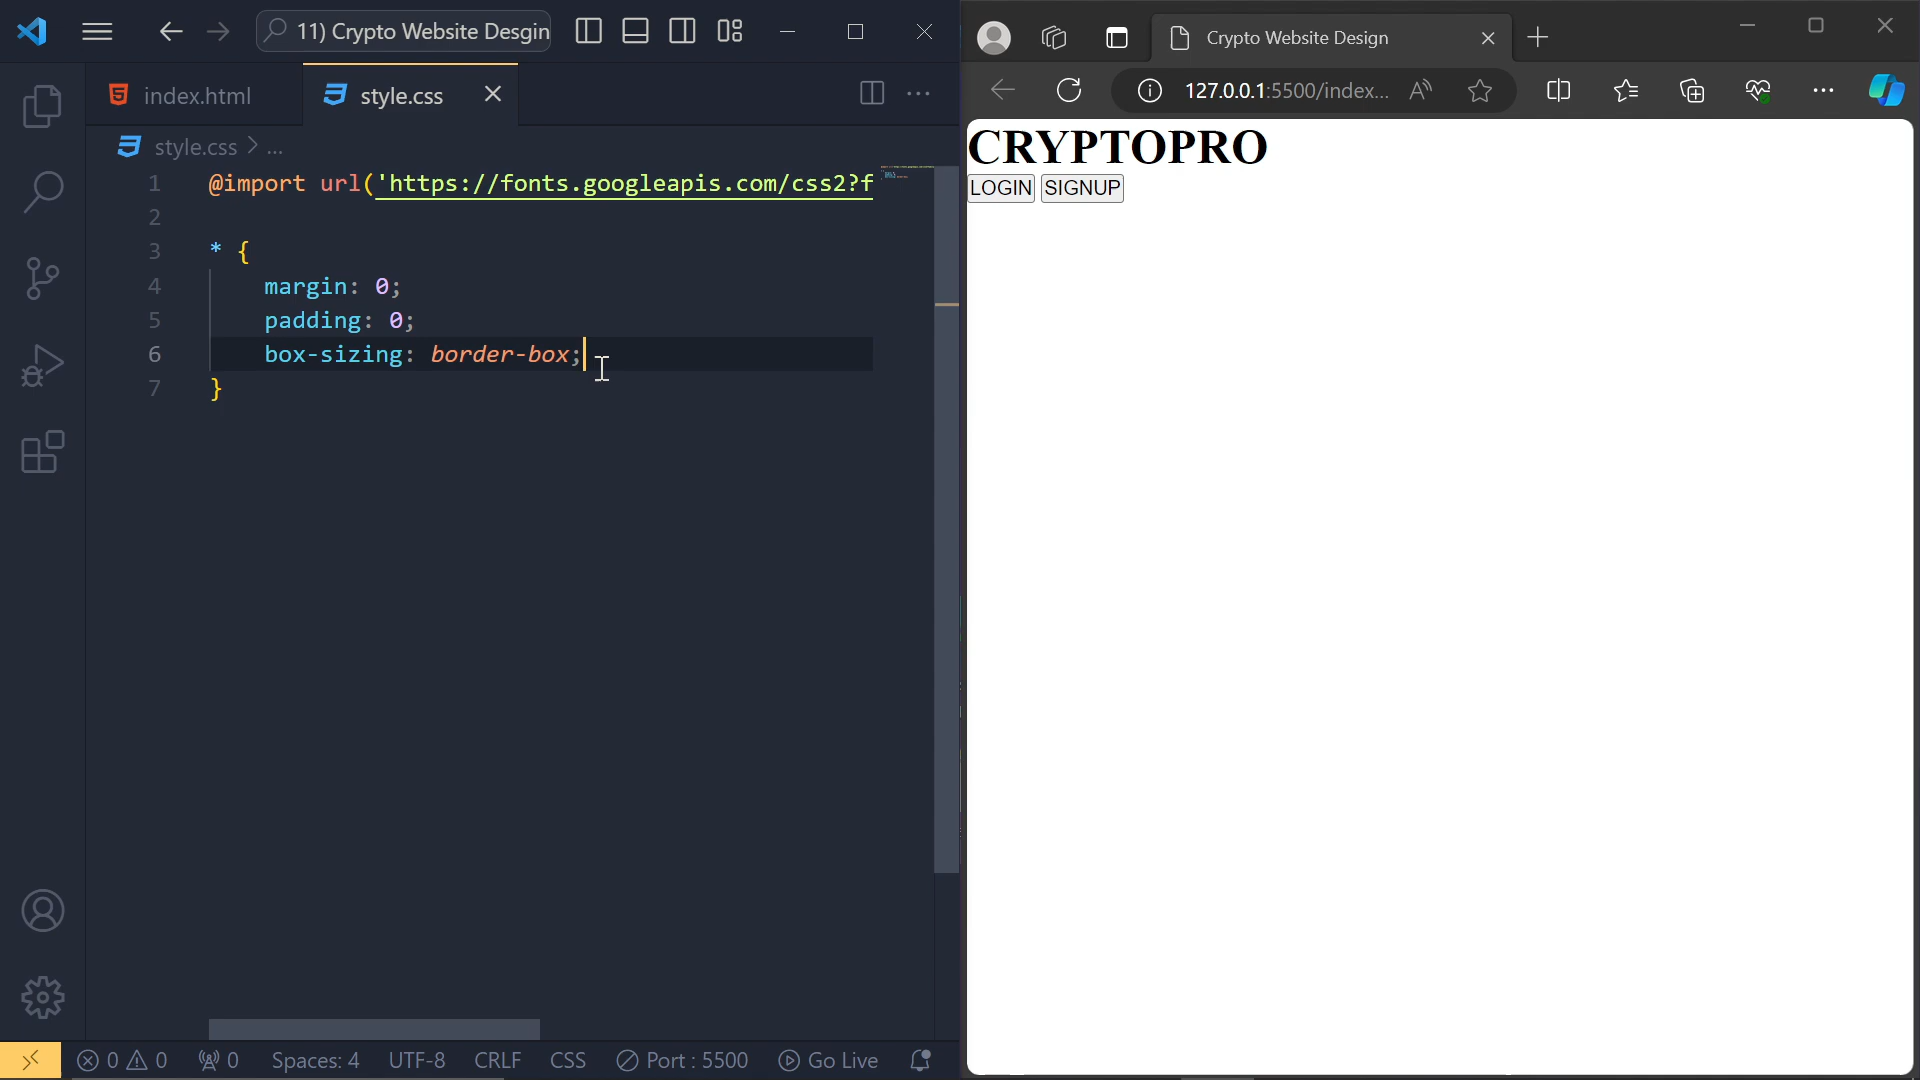 11) Crypto Website Desgin
index.html
style.css
style.css > ...
1 @import url('https://fonts.googleapis.com/css2?f
2
3 * {
4 margin: 0;
5 padding: 0;
6 box-sizing: border-box;
7 }
0 0 0 Spaces: 4 UTF-8 CRLF CSS Port : 5500 Go Live
Crypto Website Design
127.0.0.1:5500/index...
CRYPTOPRO
LOGIN SIGNUP